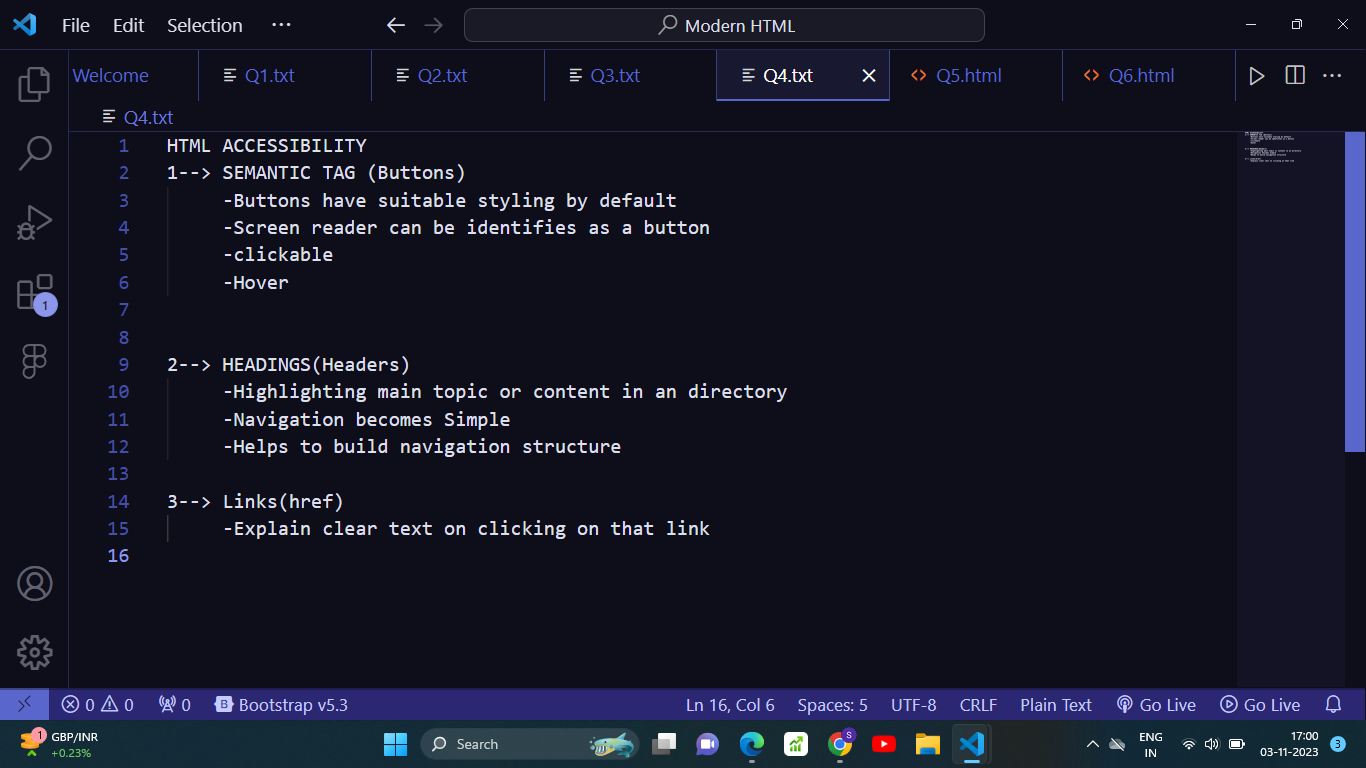 File Edit Selection ···
Modern HTML
Welcome Q1.txt Q2.txt Q3.txt Q4.txt Q5.html Q6.html ···
Q4.txt
1 HTML ACCESSIBILITY
2 1--> SEMANTIC TAG (Buttons)
3 -Buttons have suitable styling by default
4 -Screen reader can be identifies as a button
5 -clickable
6 -Hover
7
8
9 2--> HEADINGS(Headers)
10 -Highlighting main topic or content in an directory
11 -Navigation becomes Simple
12 -Helps to build navigation structure
13
14 3--> Links(href)
15 -Explain clear text on clicking on that link
16
1
0 0 0 B Bootstrap v5.3 Ln 16, Col 6 Spaces: 5 UTF-8 CRLF Plain Text Go Live Go Live
1 GBP/INR
+0.23%
Search
S
ENG
IN
17:00
03-11-2023
3